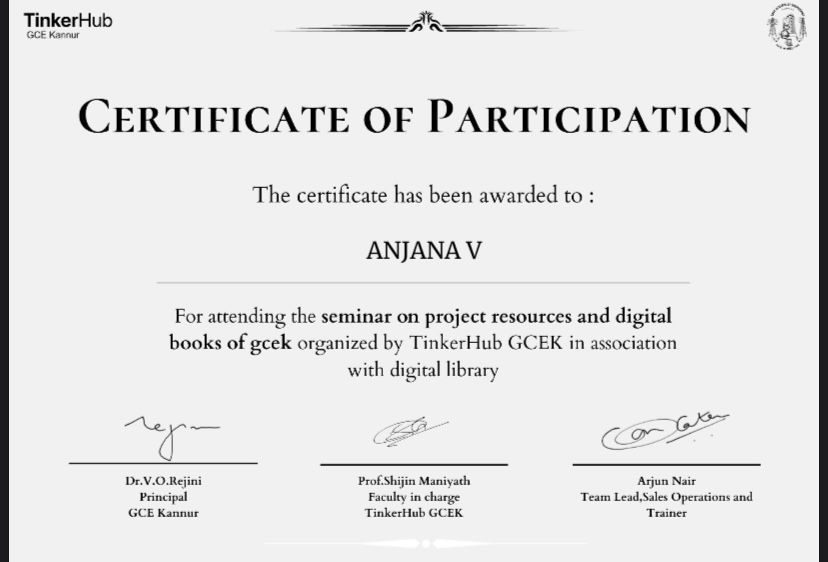 TinkerHub
GCE Kannur
CERTIFICATE OF PARTICIPATION
The certificate has been awarded to :
ANJANA V
For attending the seminar on project resources and digital
books of gcek organized by TinkerHub GCEK in association
with digital library
Dr.V.O.Rejini
Principal
GCE Kannur
Prof.Shijin Maniyath
Faculty in charge
TinkerHub GCEK
Arjun Nair
Team Lead,Sales Operations and
Trainer